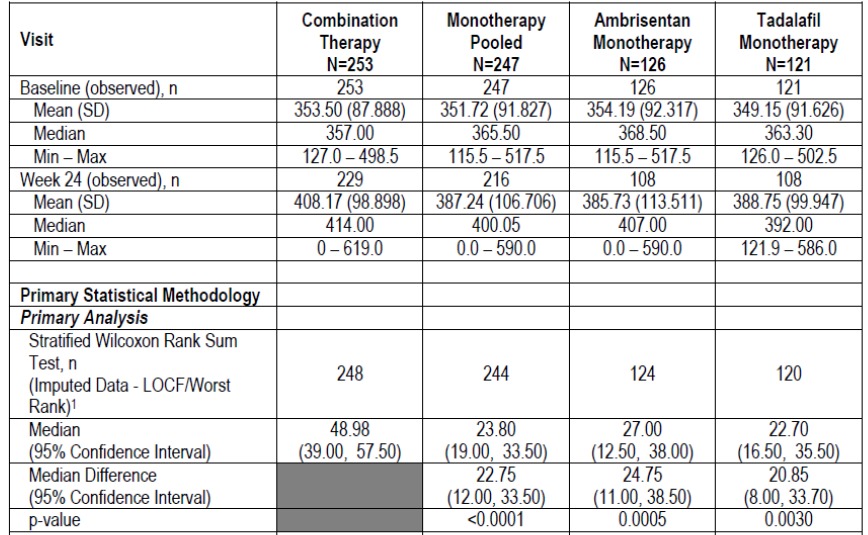 Visit Combination Therapy N=253 Monotherapy Pooled N=247 Ambrisentan Monotherapy N=126 Tadalafil Monotherapy N=121
Baseline (observed), n 253 247 126 121
Mean (SD) 353.50 (87.888) 351.72 (91.827) 354.19 (92.317) 349.15 (91.626)
Median 357.00 365.50 368.50 363.30
Min – Max 127.0 – 498.5 115.5 – 517.5 115.5 – 517.5 126.0 – 502.5
Week 24 (observed), n 229 216 108 108
Mean (SD) 408.17 (98.898) 387.24 (106.706) 385.73 (113.511) 388.75 (99.947)
Median 414.00 400.05 407.00 392.00
Min – Max 0 – 619.0 0.0 – 590.0 0.0 – 590.0 121.9 – 586.0
Primary Statistical Methodology
Primary Analysis
Stratified Wilcoxon Rank Sum
Test, n
(Imputed Data - LOCF/Worst
Rank)1 248 244 124 120
Median 48.98 23.80 27.00 22.70
(95% Confidence Interval) (39.00, 57.50) (19.00, 33.50) (12.50, 38.00) (16.50, 35.50)
Median Difference 22.75 24.75 20.85
(95% Confidence Interval) (12.00, 33.50) (11.00, 38.50) (8.00, 33.70)
p-value <0.0001 0.0005 0.0030